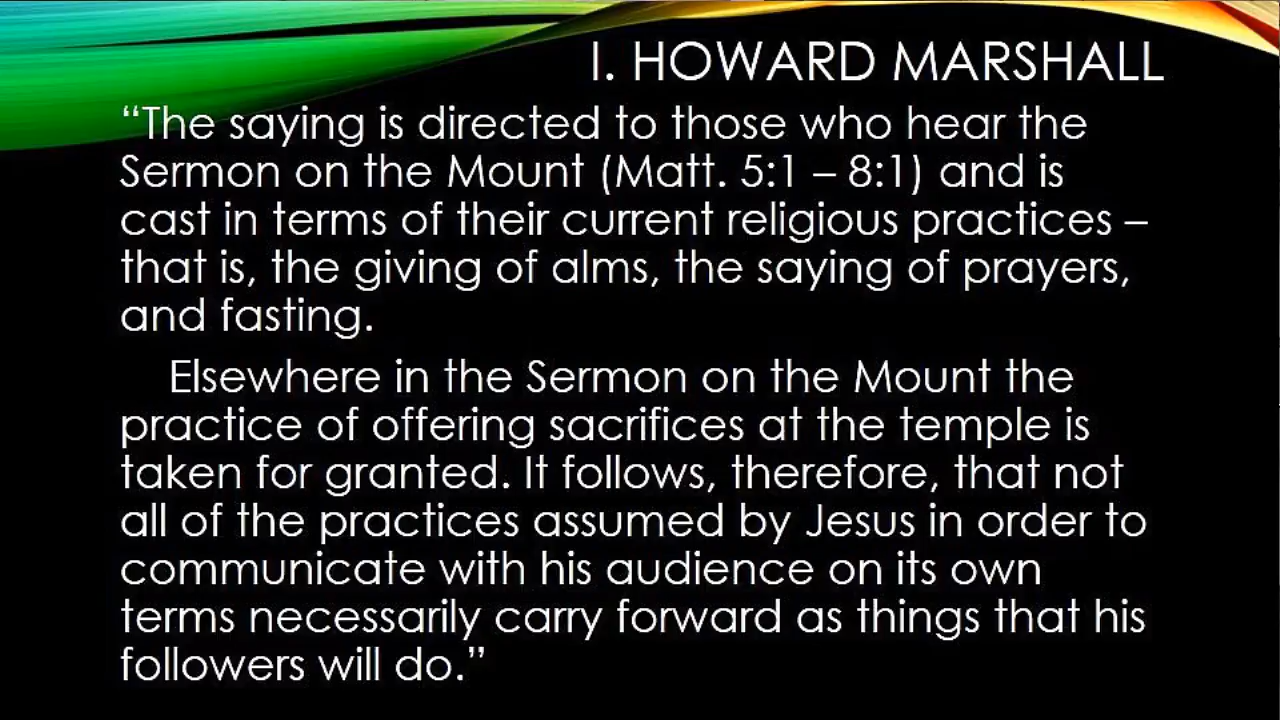 I. HOWARD MARSHALL
“The saying is directed to those who hear the
Sermon on the Mount (Matt. 5:1 – 8:1) and is
cast in terms of their current religious practices –
that is, the giving of alms, the saying of prayers,
and fasting.
Elsewhere in the Sermon on the Mount the
practice of offering sacrifices at the temple is
taken for granted. It follows, therefore, that not
all of the practices assumed by Jesus in order to
communicate with his audience on its own
terms necessarily carry forward as things that his
followers will do.”